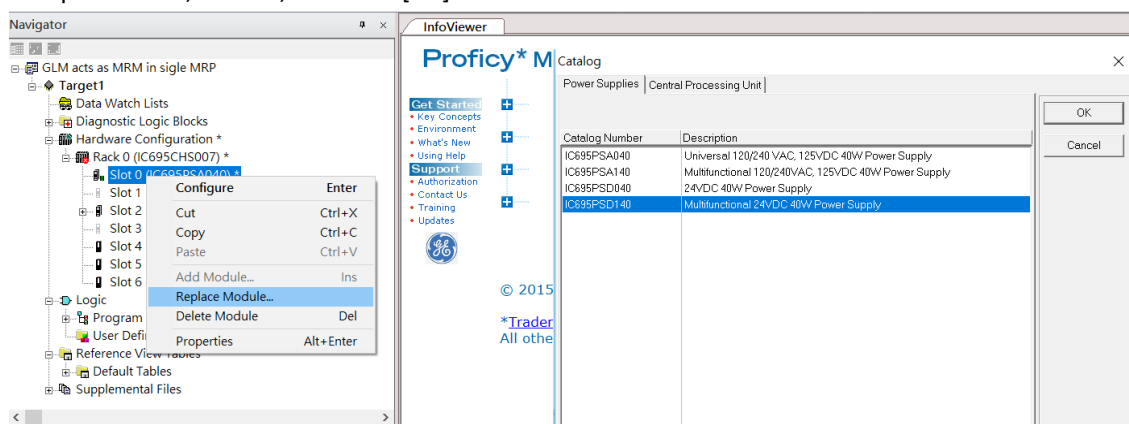 Navigator
GLM acts as MRM in sigle MRP
Target1
Data Watch Lists
Diagnostic Logic Blocks
Hardware Configuration *
Rack 0 (IC695CHS007) *
Slot 0 (IC695PSA040) *
Slot 1
Slot 2
Slot 3
Slot 4
Slot 5
Slot 6
Logic
Program
User Defi
Reference View Tables
Default Tables
Supplemental Files
Configure Enter
Cut Ctrl+X
Copy Ctrl+C
Paste Ctrl+V
Add Module... Ins
Replace Module...
Delete Module Del
Properties Alt+Enter
InfoViewer
Proficy* M
Get Started
• Key Concepts
• Environment
• What's New
• Using Help
Support
• Authorization
• Contact Us
• Training
• Updates
© 2015
*Trader
All othe
Catalog
Power Supplies Central Processing Unit
Catalog Number Description
IC695PSA040 Universal 120/240 VAC, 125VDC 40W Power Supply
IC695PSA140 Multifunctional 120/240VAC, 125VDC 40W Power Supply
IC695PSD040 24VDC 40W Power Supply
IC695PSD140 Multifunctional 24VDC 40W Power Supply
OK
Cancel